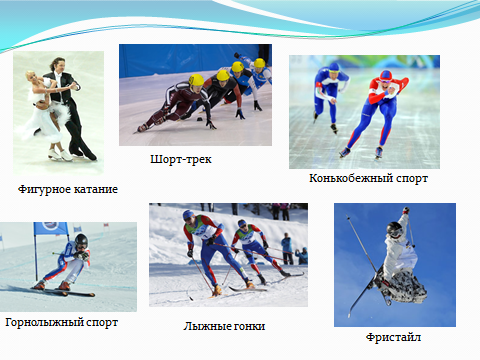 Шорт-трек
Конькобежный спорт
Фигурное катание
Горнолыжный спорт
Лыжные гонки
Фристайл